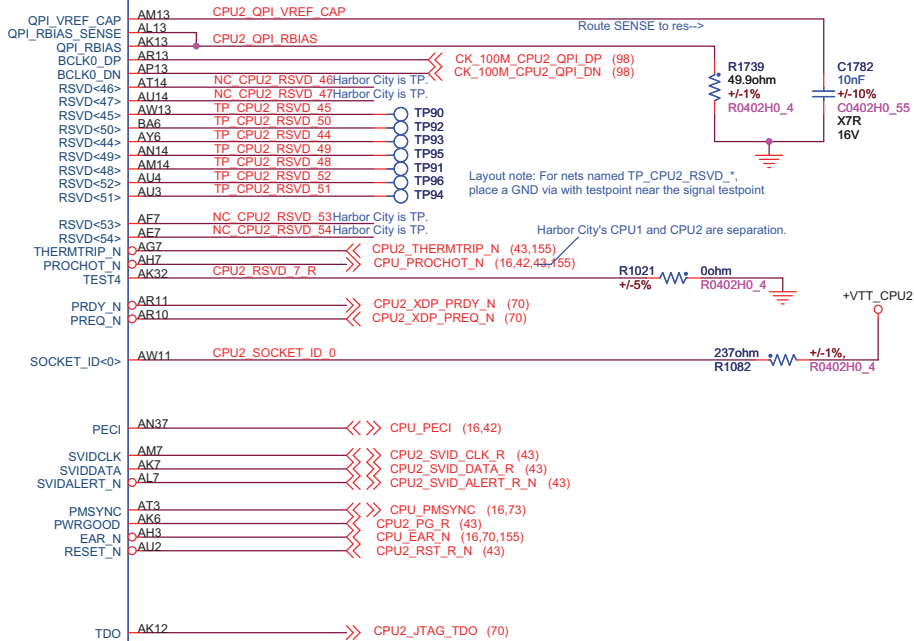 QPI_VREF_CAP AM13 CPU2_QPI_VREF_CAP
QPI_RBIAS_SENSE AL13 Route SENSE to res-->
QPI_RBIAS AK13 CPU2_QPI_RBIAS
BCLK0_DP AR13 CK_100M_CPU2_QPI_DP (98)
BCLK0_DN AP13 CK_100M_CPU2_QPI_DN (98)
R1739
49.9ohm
+/-1%
R0402H0_4
C1782
10nF
+/-10%
C0402H0_55
X7R
16V
RSVD<46> AT14 NC_CPU2_RSVD_46 Harbor City is TP.
RSVD<47> AU14 NC_CPU2_RSVD_47 Harbor City is TP.
RSVD<45> AW13 TP_CPU2_RSVD_45 TP90
RSVD<50> BA6 TP_CPU2_RSVD_50 TP92
RSVD<44> AY6 TP_CPU2_RSVD_44 TP93
RSVD<49> AN14 TP_CPU2_RSVD_49 TP95
RSVD<48> AM14 TP_CPU2_RSVD_48 TP91
RSVD<52> AU4 TP_CPU2_RSVD_52 TP96
RSVD<51> AU3 TP_CPU2_RSVD_51 TP94
Layout note: For nets named TP_CPU2_RSVD_*,
place a GND via with testpoint near the signal testpoint
RSVD<53> AF7 NC_CPU2_RSVD_53 Harbor City is TP.
RSVD<54> AE7 NC_CPU2_RSVD_54 Harbor City is TP.
Harbor City's CPU1 and CPU2 are separation.
THERMTRIP_N AG7 CPU2_THERMTRIP_N (43,155)
PROCHOT_N AH7 CPU_PROCHOT_N (16,42,43,155)
TEST4 AK32 CPU2_RSVD_7_R R1021 0ohm
+/-5% R0402H0_4
+VTT_CPU2
PRDY_N AR11 CPU2_XDP_PRDY_N (70)
PREQ_N AR10 CPU2_XDP_PREQ_N (70)
SOCKET_ID<0> AW11 CPU2_SOCKET_ID_0 237ohm +/-1%,
R1082 R0402H0_4
PECI AN37 CPU_PECI (16,42)
SVIDCLK AM7 CPU2_SVID_CLK_R (43)
SVIDDATA AK7 CPU2_SVID_DATA_R (43)
SVIDALERT_N AL7 CPU2_SVID_ALERT_R_N (43)
PMSYNC AT3 CPU_PMSYNC (16,73)
PWRGOOD AK6 CPU2_PG_R (43)
EAR_N AH3 CPU_EAR_N (16,70,155)
RESET_N AU2 CPU2_RST_R_N (43)
TDO AK12 CPU2_JTAG_TDO (70)